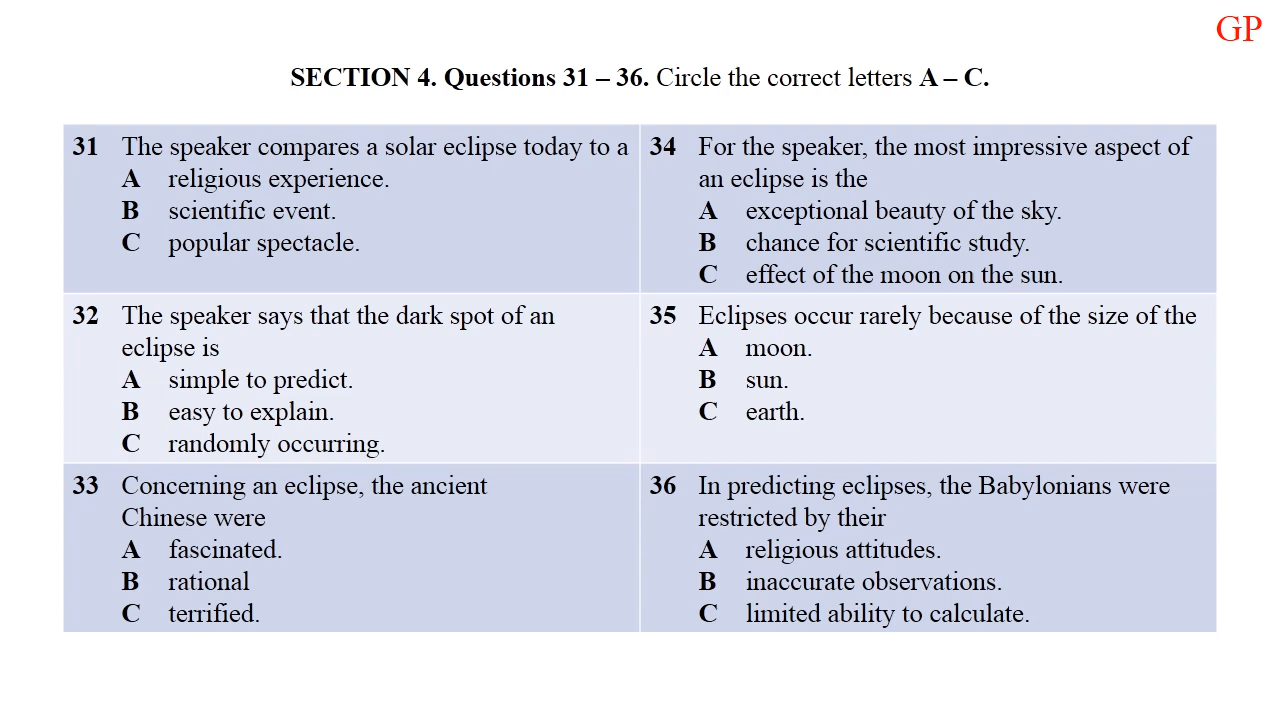 GP
SECTION 4. Questions 31 – 36. Circle the correct letters A – C.
31 The speaker compares a solar eclipse today to a
A religious experience.
B scientific event.
C popular spectacle.
32 The speaker says that the dark spot of an
eclipse is
A simple to predict.
B easy to explain.
C randomly occurring.
33 Concerning an eclipse, the ancient
Chinese were
A fascinated.
B rational
C terrified.
34 For the speaker, the most impressive aspect of
an eclipse is the
A exceptional beauty of the sky.
B chance for scientific study.
C effect of the moon on the sun.
35 Eclipses occur rarely because of the size of the
A moon.
B sun.
C earth.
36 In predicting eclipses, the Babylonians were
restricted by their
A religious attitudes.
B inaccurate observations.
C limited ability to calculate.